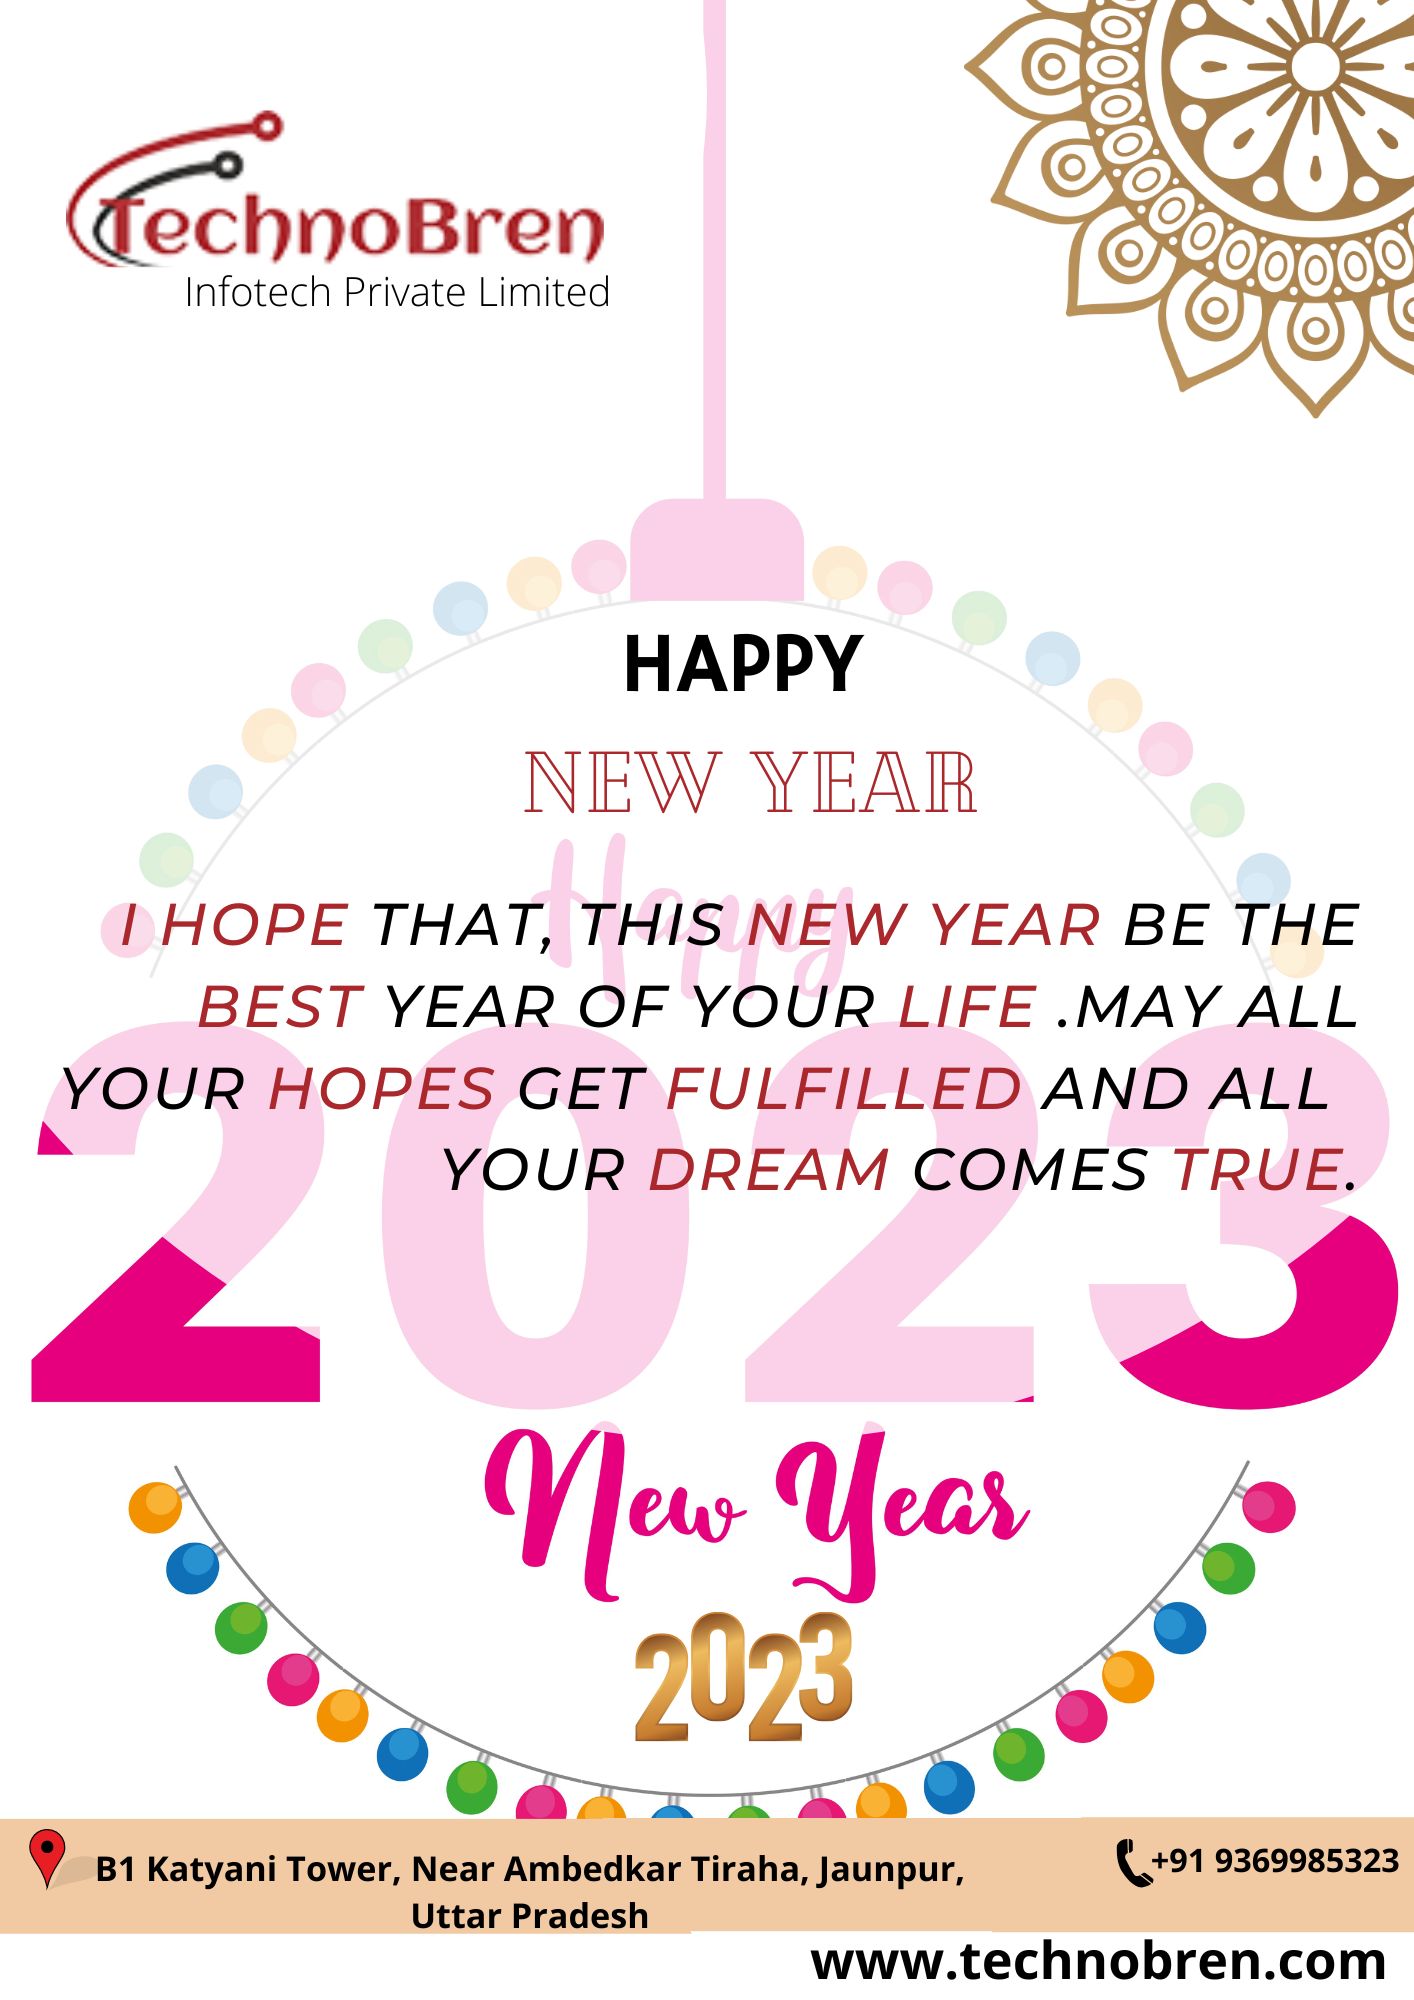 TechnoBren
Infotech Private Limited
HAPPY
NEW YEAR
Happy
I HOPE THAT, THIS NEW YEAR BE THE
BEST YEAR OF YOUR LIFE .MAY ALL
YOUR HOPES GET FULFILLED AND ALL
YOUR DREAM COMES TRUE.
2023
New Year
2023
B1 Katyani Tower, Near Ambedkar Tiraha, Jaunpur,
Uttar Pradesh
+91 9369985323
www.technobren.com